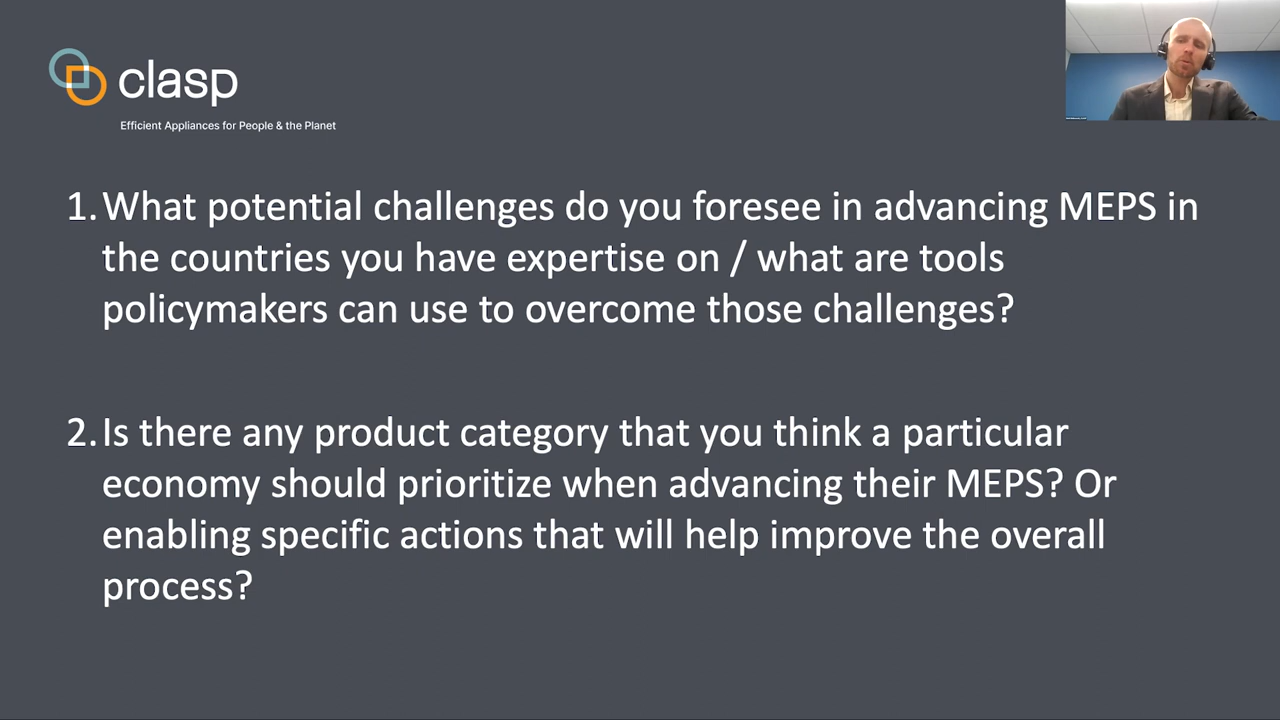 clasp
Efficient Appliances for People & the Planet
1. What potential challenges do you foresee in advancing MEPS in
the countries you have expertise on / what are tools
policymakers can use to overcome those challenges?
2. Is there any product category that you think a particular
economy should prioritize when advancing their MEPS? Or
enabling specific actions that will help improve the overall
process?